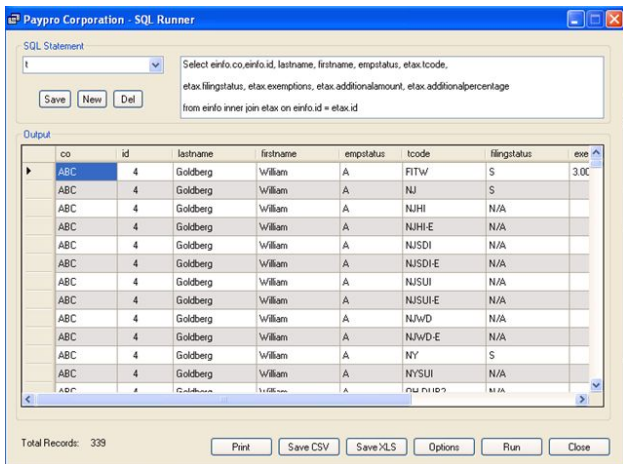 Paypro Corporation - SQL Runner
SQL Statement
t
Save New Del
Select einfo.co,einfo.id, lastname, firstname, empstatus, etax.tcode,
etax.filingstatus, etax.exemptions, etax.additionalamount, etax.additionalpercentage
from einfo inner join etax on einfo.id = etax.id
Output
co id lastname firstname empstatus tcode filingstatus exe
ABC 4 Goldberg William A FITW S 3.00
ABC 4 Goldberg William A NJ S
ABC 4 Goldberg William A NJHI N/A
ABC 4 Goldberg William A NJHI-E N/A
ABC 4 Goldberg William A NJSDI N/A
ABC 4 Goldberg William A NJSDI-E N/A
ABC 4 Goldberg William A NJSUI N/A
ABC 4 Goldberg William A NJSUI-E N/A
ABC 4 Goldberg William A NJWD N/A
ABC 4 Goldberg William A NJWD-E N/A
ABC 4 Goldberg William A NY S
ABC 4 Goldberg William A NYSUI N/A
ABC 4 Goldberg William A N/A
Total Records: 339
Print Save CSV Save XLS Options Run Close